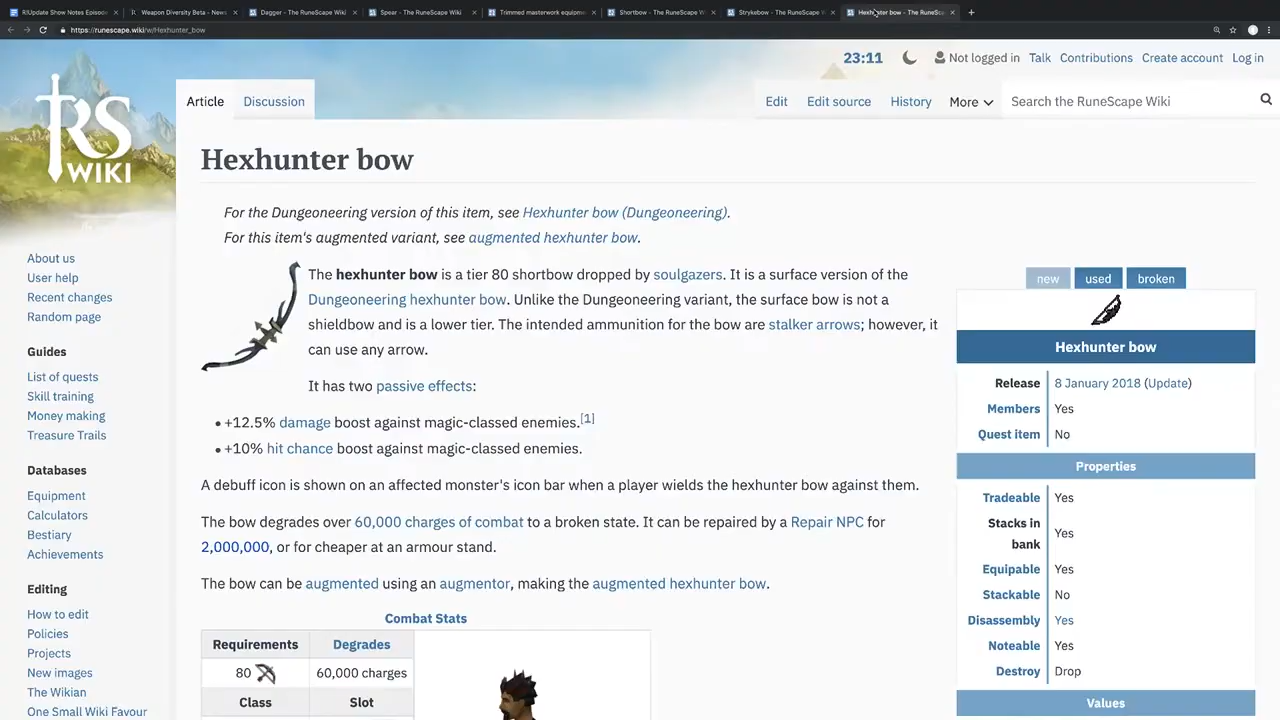 R/Update Show Notes Episode
Weapon Diversity Beta - News
Dagger - The RuneScape Wiki
Spear - The RuneScape Wiki
Trimmed masterwork equipme
Shortbow - The RuneScape W
Strykebow - The RuneScape W
Hexhunter bow - The RuneSca
https://runescape.wiki/w/Hexhunter_bow
RS
WIKI
23:11
Not logged in
Talk
Contributions
Create account
Log in
Article
Discussion
Edit
Edit source
History
More
Search the RuneScape Wiki
Hexhunter bow
For the Dungeoneering version of this item, see Hexhunter bow (Dungeoneering).
For this item's augmented variant, see augmented hexhunter bow.
The hexhunter bow is a tier 80 shortbow dropped by soulgazers. It is a surface version of the
Dungeoneering hexhunter bow. Unlike the Dungeoneering variant, the surface bow is not a
shieldbow and is a lower tier. The intended ammunition for the bow are stalker arrows; however, it
can use any arrow.
It has two passive effects:
• +12.5% damage boost against magic-classed enemies.[1]
• +10% hit chance boost against magic-classed enemies.
A debuff icon is shown on an affected monster's icon bar when a player wields the hexhunter bow against them.
The bow degrades over 60,000 charges of combat to a broken state. It can be repaired by a Repair NPC for
2,000,000, or for cheaper at an armour stand.
The bow can be augmented using an augmentor, making the augmented hexhunter bow.
Combat Stats
Requirements
Degrades
80
60,000 charges
Class
Slot
new
used
broken
Hexhunter bow
Release 8 January 2018 (Update)
Members Yes
Quest item No
Properties
Tradeable Yes
Stacks in
bank Yes
Equipable Yes
Stackable No
Disassembly Yes
Noteable Yes
Destroy Drop
Values
About us
User help
Recent changes
Random page
Guides
List of quests
Skill training
Money making
Treasure Trails
Databases
Equipment
Calculators
Bestiary
Achievements
Editing
How to edit
Policies
Projects
New images
The Wikian
One Small Wiki Favour